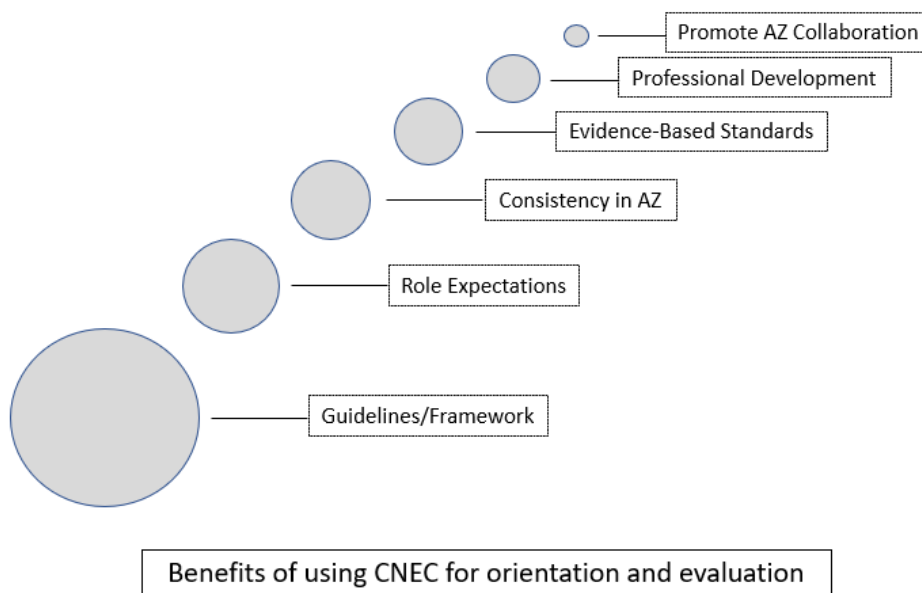 Promote AZ Collaboration
Professional Development
Evidence-Based Standards
Consistency in AZ
Role Expectations
Guidelines/Framework
Benefits of using CNEC for orientation and evaluation